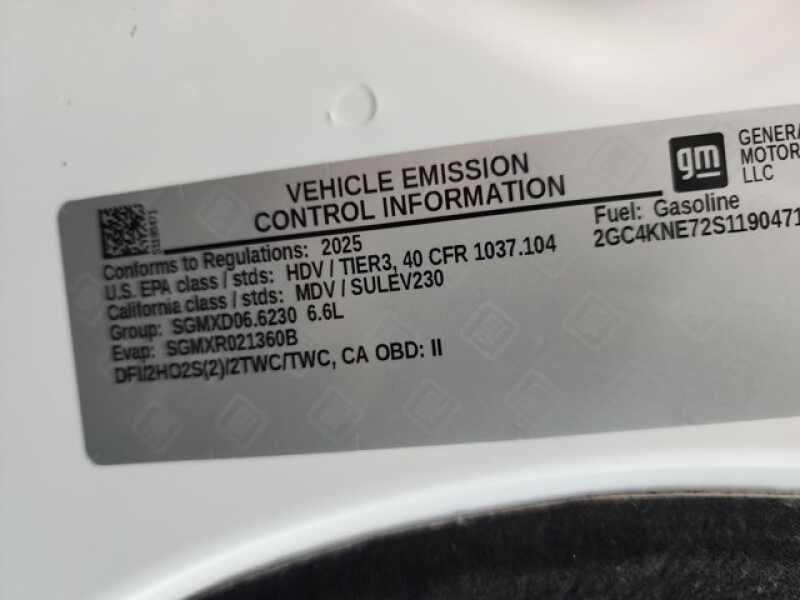 VEHICLE EMISSION
CONTROL INFORMATION
gm
GENERA
MOTOR
LLC
Conforms to Regulations: 2025
U.S. EPA class / stds: HDV / TIER3, 40 CFR 1037.104
California class / stds: MDV / SULEV230
Group: SGMXD06.6230 6.6L
Evap: SGMXR021360B
DFI/2HO2S(2)/2TWC/TWC, CA OBD: II
Fuel: Gasoline
2GC4KNE72S1190471